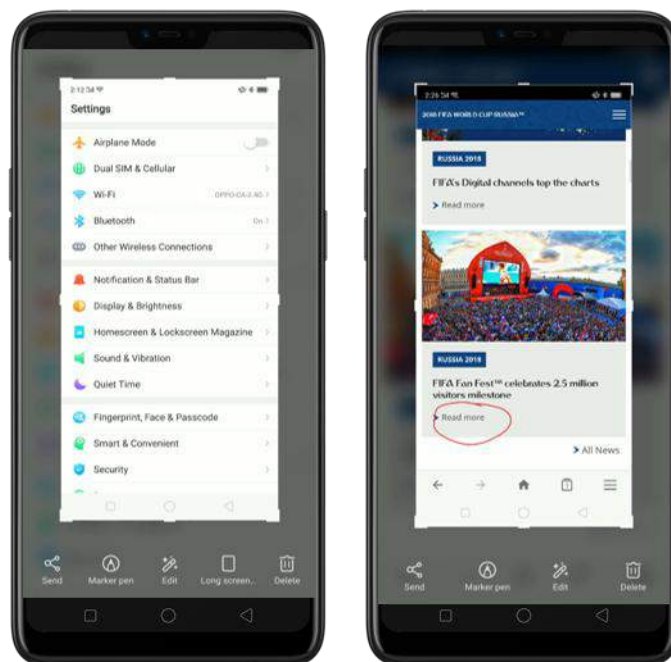 2:12
Settings
Airplane Mode
Dual SIM & Cellular
Wi-Fi
Bluetooth On
Other Wireless Connections
Notification & Status Bar
Display & Brightness
Homescreen & Lockscreen Magazine
Sound & Vibration
Quiet Time
Fingerprint, Face & Passcode
Smart & Convenient
Security
Send Marker pen Edit Long screen.. Delete
2:26
2018 FIFA WORLD CUP RUSSIA™
RUSSIA 2018
FIFA's Digital channels top the charts
> Read more
RUSSIA 2018
FIFA Fan Fest™ celebrates 2.5 million
visitors milestone
> Read more
> All News
Send Marker pen Edit Delete